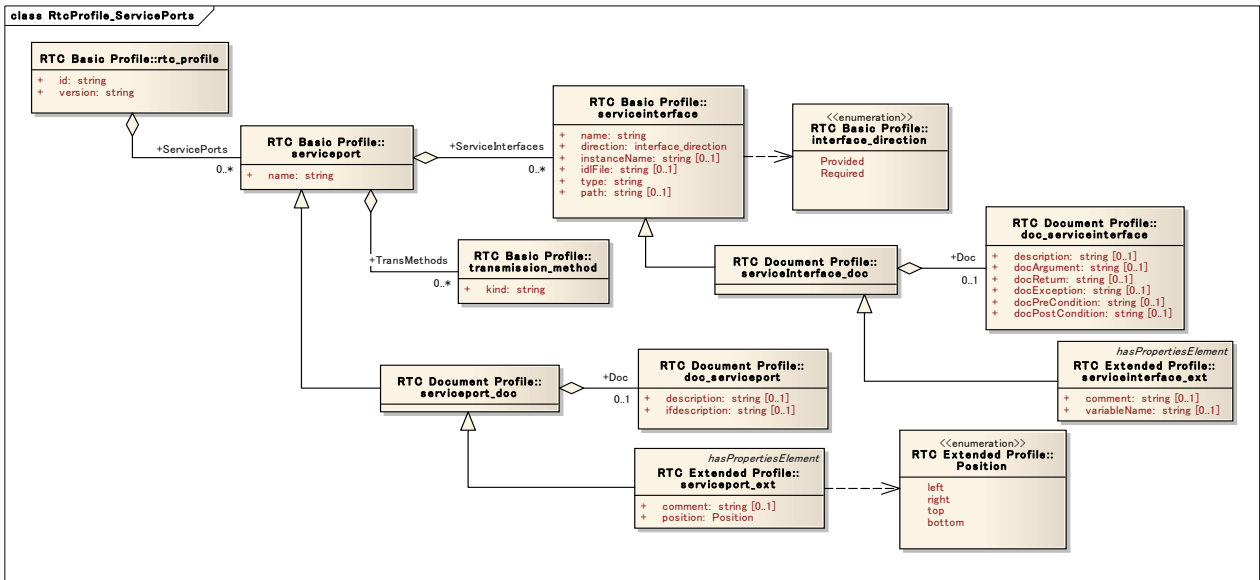 class RtcProfile_ServicePorts
RTC Basic Profile::rtc_profile
+ id: string
+ version: string
+ServicePorts
0..*
RTC Basic Profile::
serviceport
+ name: string
+ServiceInterfaces
0..*
RTC Basic Profile::
serviceinterface
+ name: string
+ direction: interface_direction
+ instanceName: string [0..1]
+ idlFile: string [0..1]
+ type: string
+ path: string [0..1]
<<enumeration>>
RTC Basic Profile::
interface_direction
Provided
Required
+TransMethods
0..*
RTC Basic Profile::
transmission_method
+ kind: string
RTC Document Profile::
serviceInterface_doc
+Doc
0..1
RTC Document Profile::
doc_serviceinterface
+ description: string [0..1]
+ docArgument: string [0..1]
+ docReturn: string [0..1]
+ docException: string [0..1]
+ docPreCondition: string [0..1]
+ docPostCondition: string [0..1]
hasPropertiesElement
RTC Extended Profile::
serviceinterface_ext
+ comment: string [0..1]
+ variableName: string [0..1]
RTC Document Profile::
serviceport_doc
+Doc
0..1
RTC Document Profile::
doc_serviceport
+ description: string [0..1]
+ ifdescription: string [0..1]
hasPropertiesElement
RTC Extended Profile::
serviceport_ext
+ comment: string [0..1]
+ position: Position
<<enumeration>>
RTC Extended Profile::
Position
left
right
top
bottom